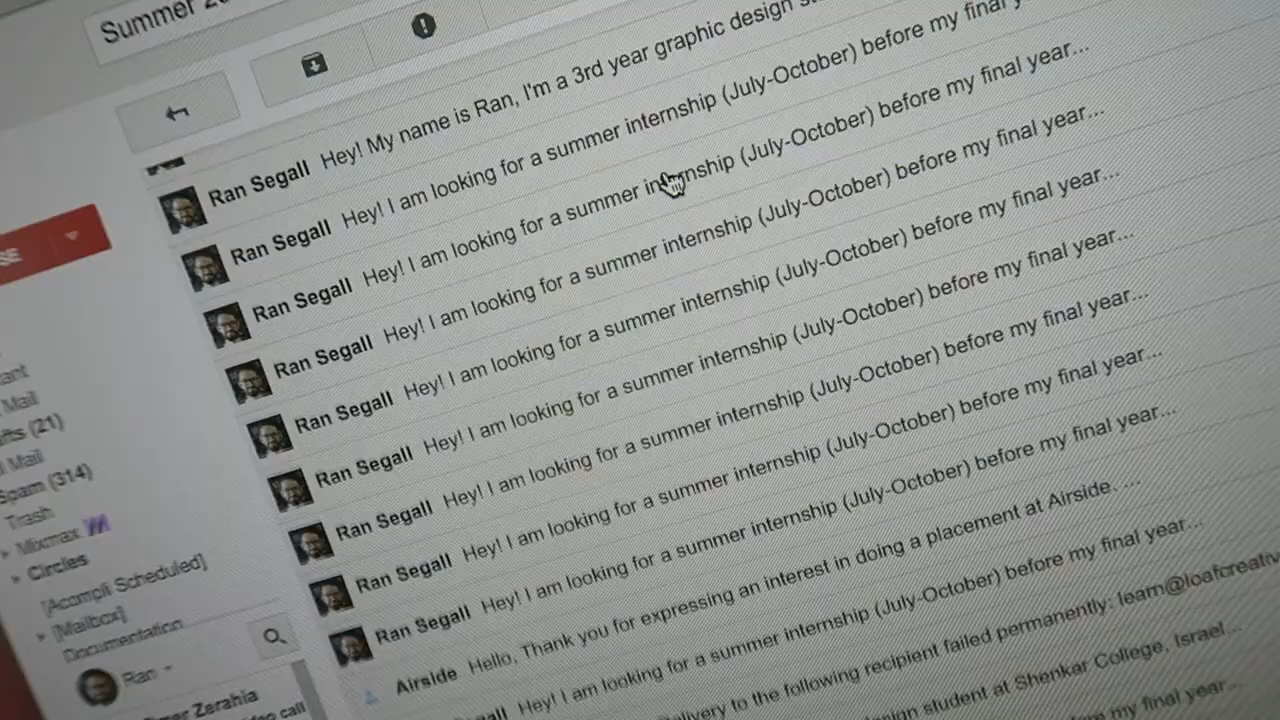 Summer
Ran Segall Hey! My name is Ran, I'm a 3rd year graphic design
Ran Segall Hey! I am looking for a summer internship (July-October) before my final
Ran Segall Hey! I am looking for a summer internship (July-October) before my final year...
Ran Segall Hey! I am looking for a summer internship (July-October) before my final year...
Ran Segall Hey! I am looking for a summer internship (July-October) before my final year...
Ran Segall Hey! I am looking for a summer internship (July-October) before my final year...
Ran Segall Hey! I am looking for a summer internship (July-October) before my final year...
Ran Segall Hey! I am looking for a summer internship (July-October) before my final year...
Ran Segall Hey! I am looking for a summer internship (July-October) before my final year...
Airside Hello, Thank you for expressing an interest in doing a placement at Airside. ...
Hey! I am looking for a summer internship (July-October) before my final year...
to the following recipient failed permanently: learn@loafcreativ
student at Shenkar College, Israel...
my final year...
Mail
(21)
Mail
Spam (314)
Trash
Mixmax
Circles
[Acompli Scheduled]
[Mailbox]
Documentation
Ran
Zerahia
call